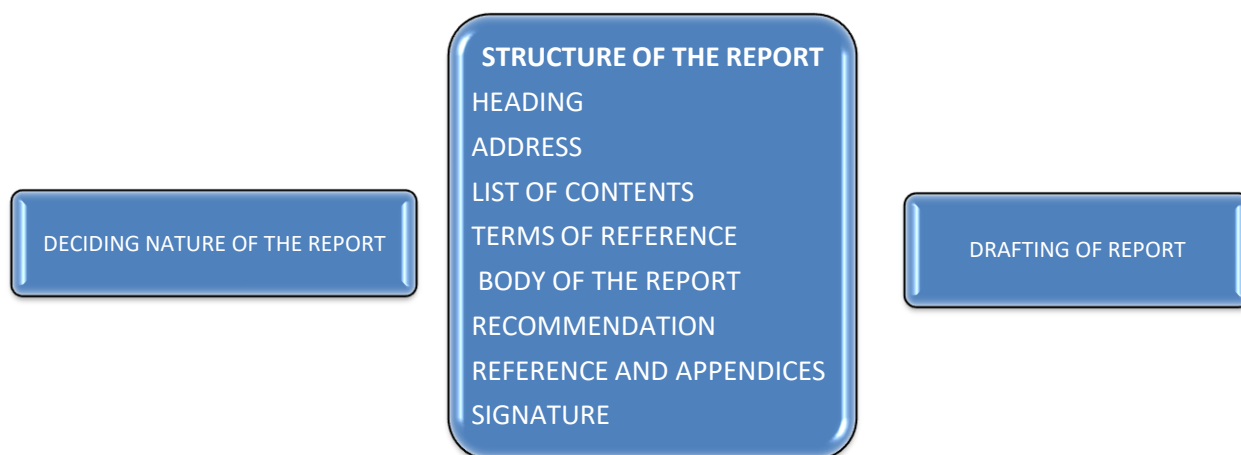 DECIDING NATURE OF THE REPORT
STRUCTURE OF THE REPORT
HEADING
ADDRESS
LIST OF CONTENTS
TERMS OF REFERENCE
BODY OF THE REPORT
RECOMMENDATION
REFERENCE AND APPENDICES
SIGNATURE
DRAFTING OF REPORT